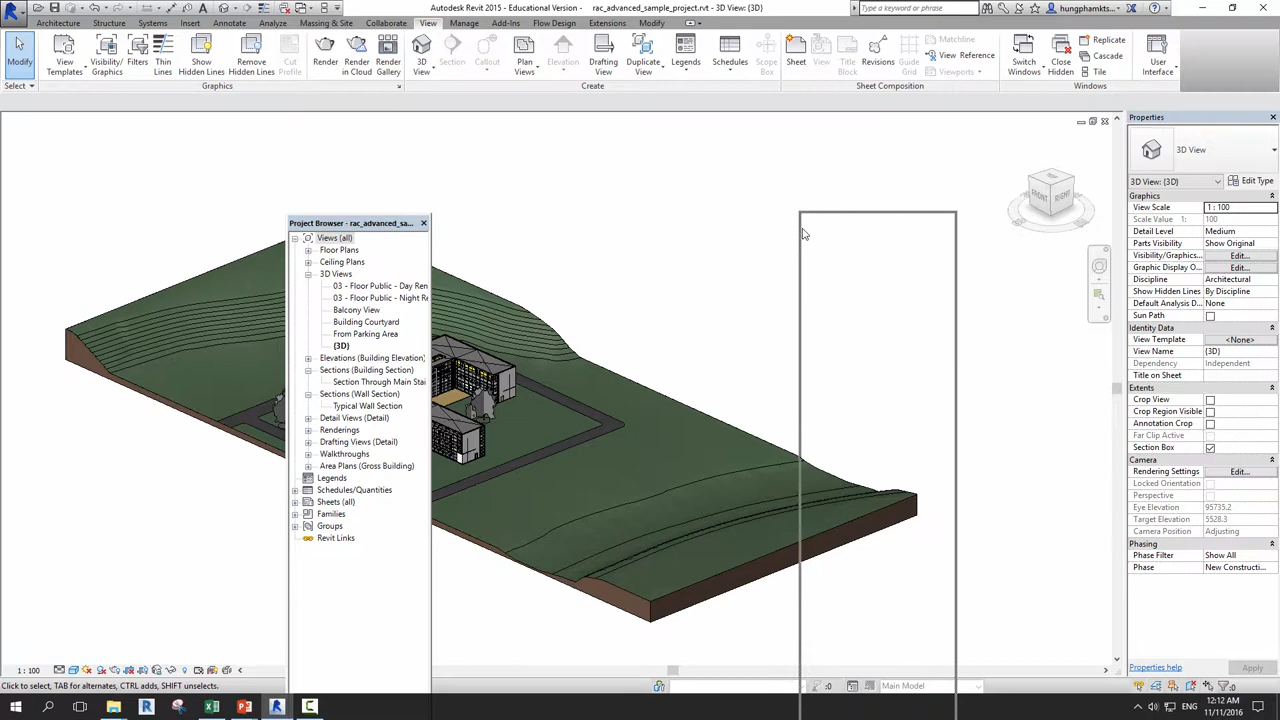 Autodesk Revit 2015 - Educational Version - rac_advanced_sample_project.rvt - 3D View: {3D}
Type a keyword or phrase
hungphamkts...
Architecture Structure Systems Insert Annotate Analyze Massing & Site Collaborate View Manage Add-Ins Flow Design Extensions Modify
Modify
View Templates
Visibility/ Graphics
Filters
Thin Lines
Show Hidden Lines
Remove Hidden Lines
Cut Profile
Render
Render in Cloud
Render Gallery
3D View
Section
Callout
Plan Views
Elevation
Drafting View
Duplicate View
Legends
Schedules
Scope Box
Sheet
View
Title Block
Revisions
Guide Grid
Matchline
View Reference
Viewports
Switch Windows
Close Hidden
Replicate
Cascade
Tile
User Interface
Select
Graphics
Create
Sheet Composition
Windows
Project Browser - rac_advanced_sa...
Views (all)
Floor Plans
Ceiling Plans
3D Views
03 - Floor Public - Day Ren
03 - Floor Public - Night Re
Balcony View
Building Courtyard
From Parking Area
{3D}
Elevations (Building Elevation)
Sections (Building Section)
Section Through Main Stai
Sections (Wall Section)
Typical Wall Section
Detail Views (Detail)
Renderings
Drafting Views (Detail)
Walkthroughs
Area Plans (Gross Building)
Legends
Schedules/Quantities
Sheets (all)
Families
Groups
Revit Links
FRONT
RIGHT
Properties
3D View
3D View: {3D} Edit Type
Graphics
View Scale 1 : 100
Scale Value 1: 100
Detail Level Medium
Parts Visibility Show Original
Visibility/Graphics... Edit...
Graphic Display O... Edit...
Discipline Architectural
Show Hidden Lines By Discipline
Default Analysis D... None
Sun Path
Identity Data
View Template <None>
View Name {3D}
Dependency Independent
Title on Sheet
Extents
Crop View
Crop Region Visible
Annotation Crop
Far Clip Active
Section Box
Camera
Rendering Settings Edit...
Locked Orientation
Perspective
Eye Elevation 95735.2
Target Elevation 5528.3
Camera Position Adjusting
Phasing
Phase Filter Show All
Phase New Constructi...
Properties help Apply
1 : 100
Click to select, TAB for alternates, CTRL adds, SHIFT unselects.
:0
Main Model
:0
ENG
12:12 AM
11/11/2016